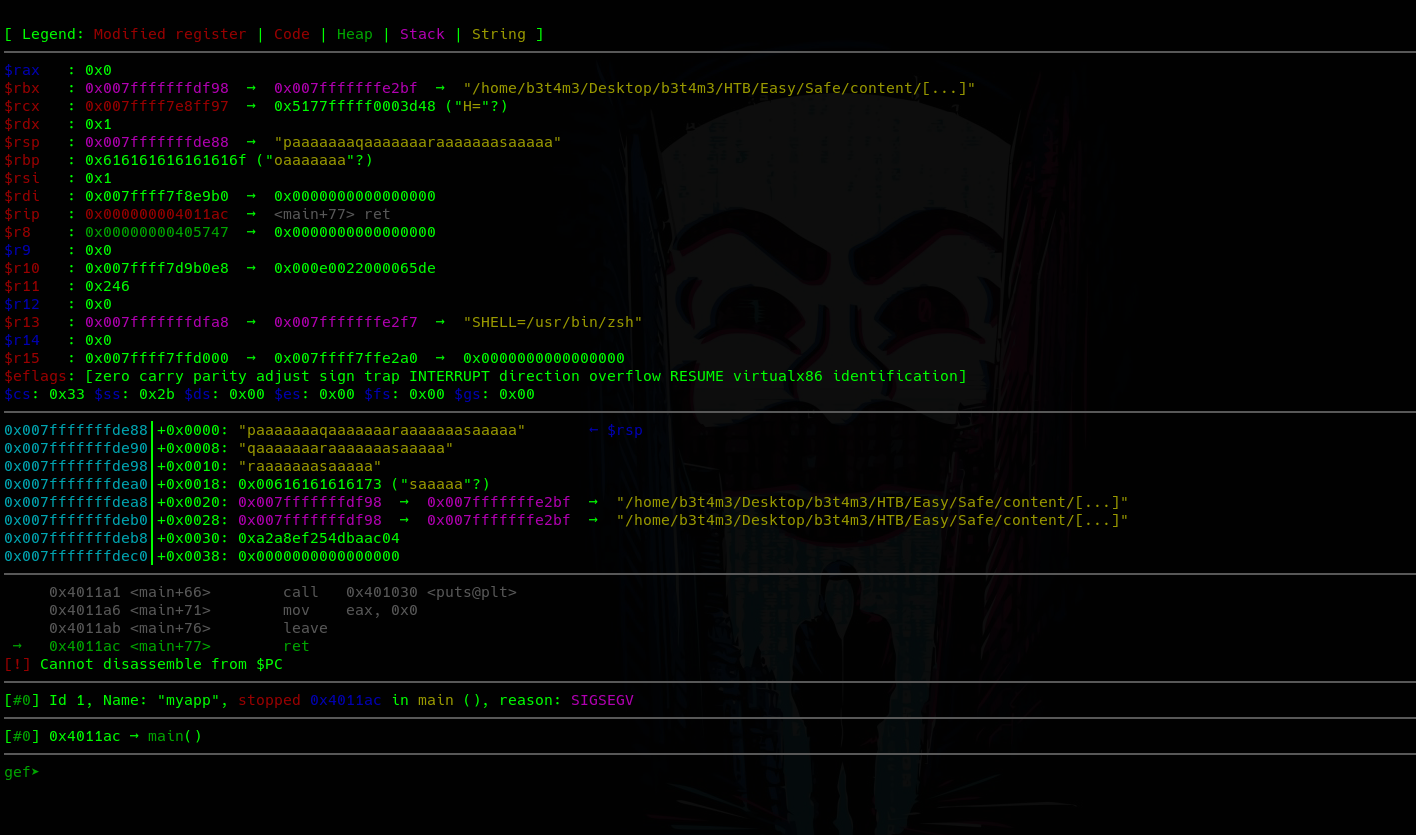 [ Legend: Modified register | Code | Heap | Stack | String ]
$rax   : 0x0
$rbx   : 0x007fffffffdf98  →  0x007fffffffe2bf  →  "/home/b3t4m3/Desktop/b3t4m3/HTB/Easy/Safe/content/[...]"
$rcx   : 0x007ffff7e8ff97  →  0x5177fffff0003d48 ("H="?)
$rdx   : 0x1
$rsp   : 0x007fffffffde88  →  "paaaaaaaqaaaaaaaraaaaaaasaaaaa"
$rbp   : 0x616161616161616f ("oaaaaaaa"?)
$rsi   : 0x1
$rdi   : 0x007ffff7f8e9b0  →  0x0000000000000000
$rip   : 0x000000004011ac  →  <main+77> ret
$r8    : 0x00000000405747  →  0x0000000000000000
$r9    : 0x0
$r10   : 0x007ffff7d9b0e8  →  0x000e0022000065de
$r11   : 0x246
$r12   : 0x0
$r13   : 0x007fffffffdfa8  →  0x007fffffffe2f7  →  "SHELL=/usr/bin/zsh"
$r14   : 0x0
$r15   : 0x007ffff7ffd000  →  0x007ffff7ffe2a0  →  0x0000000000000000
$eflags: [zero carry parity adjust sign trap INTERRUPT direction overflow RESUME virtualx86 identification]
$cs: 0x33 $ss: 0x2b $ds: 0x00 $es: 0x00 $fs: 0x00 $gs: 0x00
0x007fffffffde88│+0x0000: "paaaaaaaqaaaaaaaraaaaaaasaaaaa"       ← $rsp
0x007fffffffde90│+0x0008: "qaaaaaaaraaaaaaasaaaaa"
0x007fffffffde98│+0x0010: "raaaaaaasaaaaa"
0x007fffffffdea0│+0x0018: 0x00616161616173 ("saaaaa"?)
0x007fffffffdea8│+0x0020: 0x007fffffffdf98  →  0x007fffffffe2bf  →  "/home/b3t4m3/Desktop/b3t4m3/HTB/Easy/Safe/content/[...]"
0x007fffffffdeb0│+0x0028: 0x007fffffffdf98  →  0x007fffffffe2bf  →  "/home/b3t4m3/Desktop/b3t4m3/HTB/Easy/Safe/content/[...]"
0x007fffffffdeb8│+0x0030: 0xa2a8ef254dbaac04
0x007fffffffdec0│+0x0038: 0x0000000000000000
     0x4011a1 <main+66>        call   0x401030 <puts@plt>
     0x4011a6 <main+71>        mov    eax, 0x0
     0x4011ab <main+76>        leave
 →   0x4011ac <main+77>        ret
[!] Cannot disassemble from $PC
[#0] Id 1, Name: "myapp", stopped 0x4011ac in main (), reason: SIGSEGV
[#0] 0x4011ac → main()
gef➤